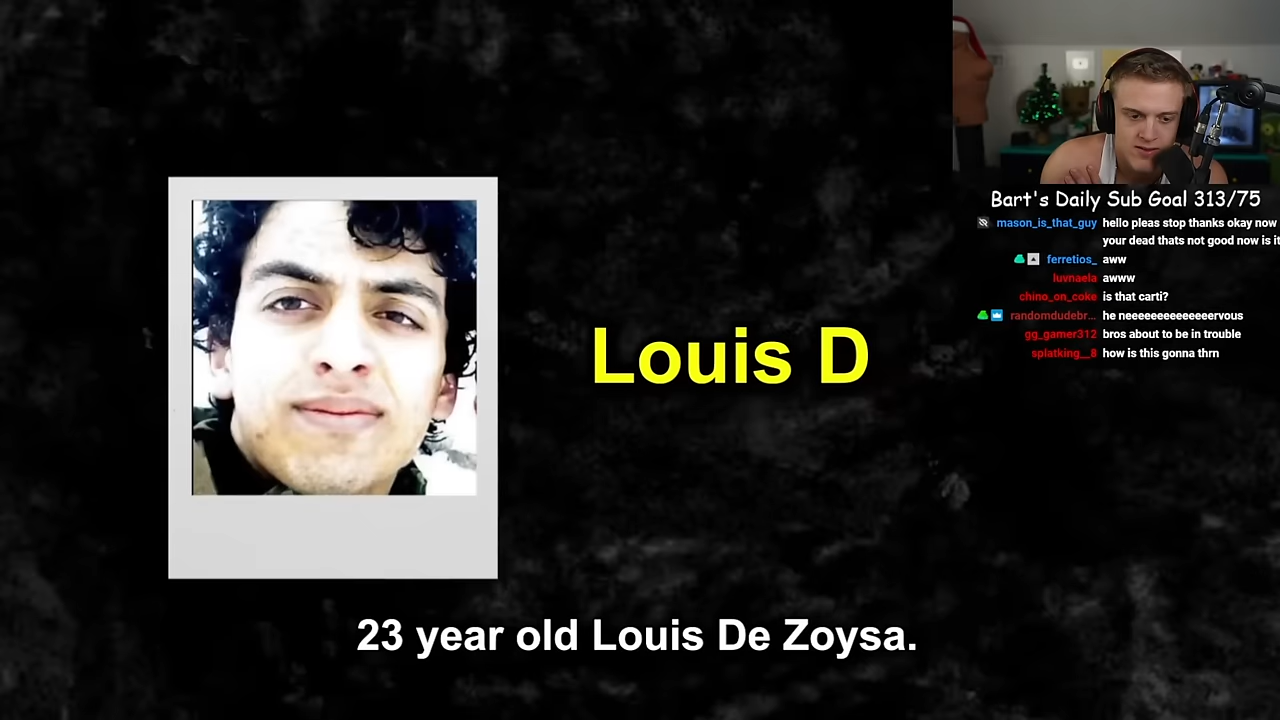 Louis D
23 year old Louis De Zoysa.
Bart's Daily Sub Goal 313/75
mason_is_that_guy hello pleas stop thanks okay now
your dead thats not good now is it
ferretios_ aww
luvnaela awww
chino_on_coke is that carti?
randomdudebr... he neeeeeeeeeeeeeervous
gg_gamer312 bros about to be in trouble
splatking__8 how is this gonna thrn